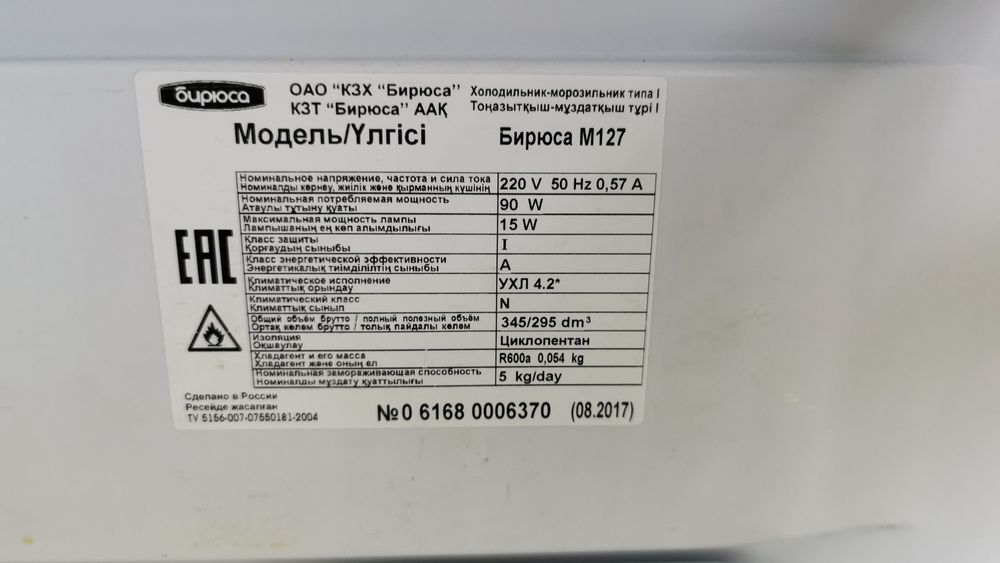 бирюса
ОАО "КЗХ "Бирюса"
КЗТ "Бирюса" ААҚ
Холодильник-морозильник типа I
Тоңазытқыш-мұздатқыш түрі I
Модель/Үлгісі Бирюса М127
Номинальное напряжение, частота и сила тока
Номиналды кернеу, жиілік және қырманның күшінің
220 V 50 Hz 0,57 A
Номинальная потребляемая мощность
Атаулы тұтыну қуаты
90 W
Максимальная мощность лампы
Лампышаның ең көп алымдылығы
15 W
Класс защиты
Қорғаудың сыныбы
I
Класс энергетической эффективности
Энергетикалық тиімділілтің сыныбы
A
Климатическое исполнение
Климаттық орындау
УХЛ 4.2*
Климатический класс
Климаттық сынып
N
Общий объём брутто / полный полезный объём
Ортақ көлем брутто / толық пайдалы көлем
345/295 dm³
Изоляция
Оқшаулау
Циклопентан
Хладагент и его масса
Хладагент және оның ел
R600a 0,054 kg
Номинальная замораживающая способность
Номиналды мұздату қуаттылығы
5 kg/day
ЕАС
Сделано в России
Ресейде жасалған
ТУ 5156-007-07550181-2004
№0 6168 0006370 (08.2017)